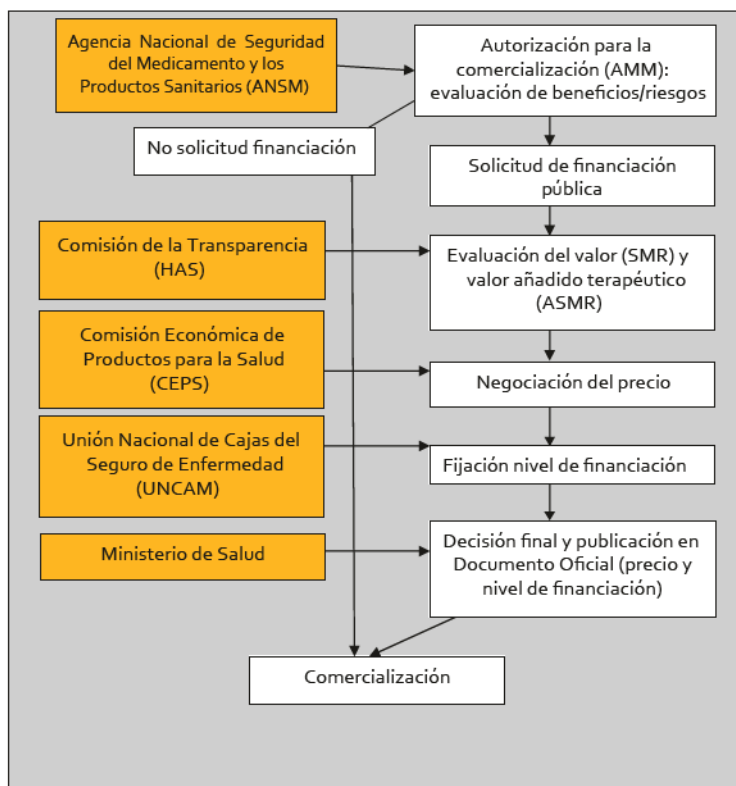 Agencia Nacional de Seguridad
del Medicamento y los
Productos Sanitarios (ANSM)
Autorización para la
comercialización (AMM):
evaluación de beneficios/riesgos
No solicitud financiación
Solicitud de financiación
pública
Comisión de la Transparencia
(HAS)
Evaluación del valor (SMR) y
valor añadido terapéutico
(ASMR)
Comisión Económica de
Productos para la Salud
(CEPS)
Negociación del precio
Unión Nacional de Cajas del
Seguro de Enfermedad
(UNCAM)
Fijación nivel de financiación
Ministerio de Salud
Decisión final y publicación en
Documento Oficial (precio y
nivel de financiación)
Comercialización